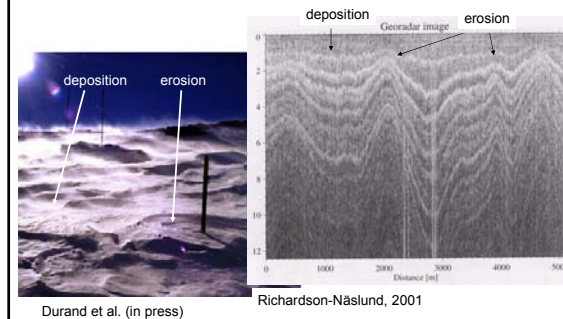 deposition erosion
Georadar image
deposition erosion
0
2
4
6
8
10
12
0 1000 2000 3000 4000 500
Distance [m]
Durand et al. (in press)
Richardson-Näslund, 2001